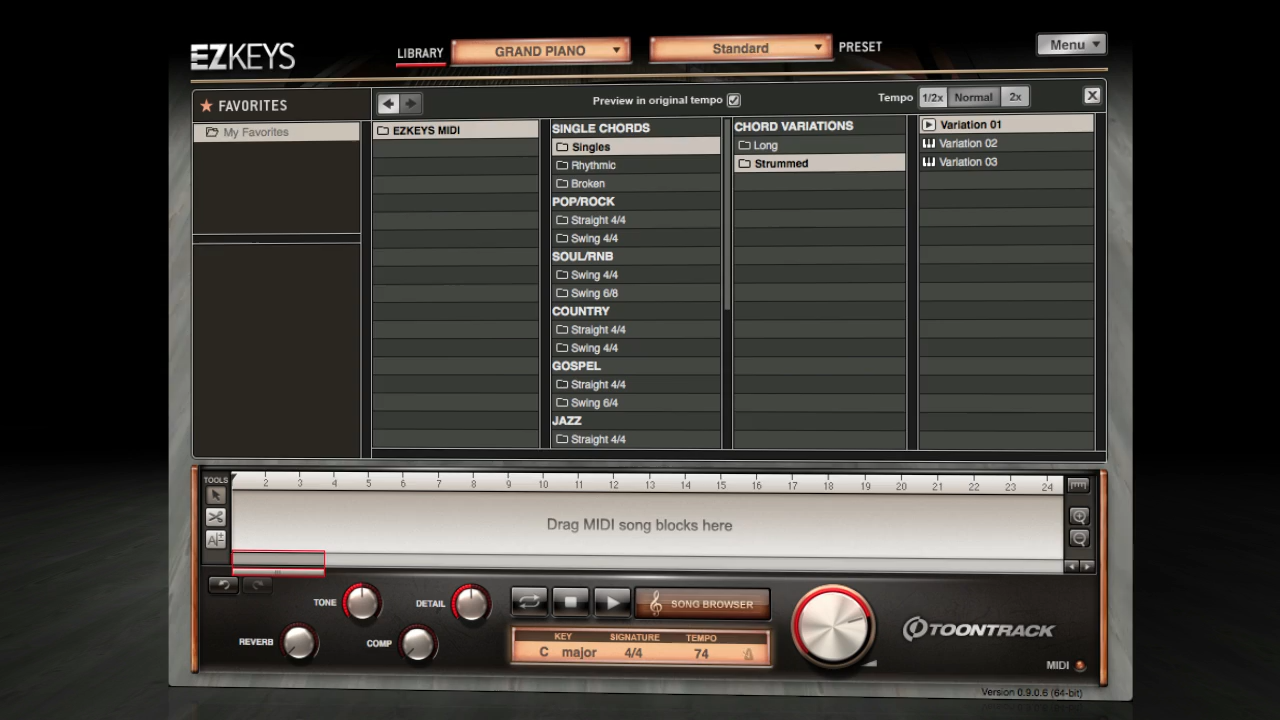 EZKEYS
LIBRARY
GRAND PIANO
Standard
PRESET
Menu
FAVORITES
My Favorites
Preview in original tempo
Tempo
1/2x
Normal
2x
X
EZKEYS MIDI
SINGLE CHORDS
Singles
Rhythmic
Broken
POP/ROCK
Straight 4/4
Swing 4/4
SOUL/RNB
Swing 4/4
Swing 6/8
COUNTRY
Straight 4/4
Swing 4/4
GOSPEL
Straight 4/4
Swing 6/4
JAZZ
Straight 4/4
CHORD VARIATIONS
Long
Strummed
Variation 01
Variation 02
Variation 03
TOOLS
2 3 4 5 6 7 8 9 10 11 12 13 14 15 16 17 18 19 20 21 22 23 24
Drag MIDI song blocks here
TONE
DETAIL
REVERB
COMP
SONG BROWSER
KEY SIGNATURE TEMPO
C major 4/4 74
TOONTRACK
MIDI
Version 0.9.0.6 (64-bit)